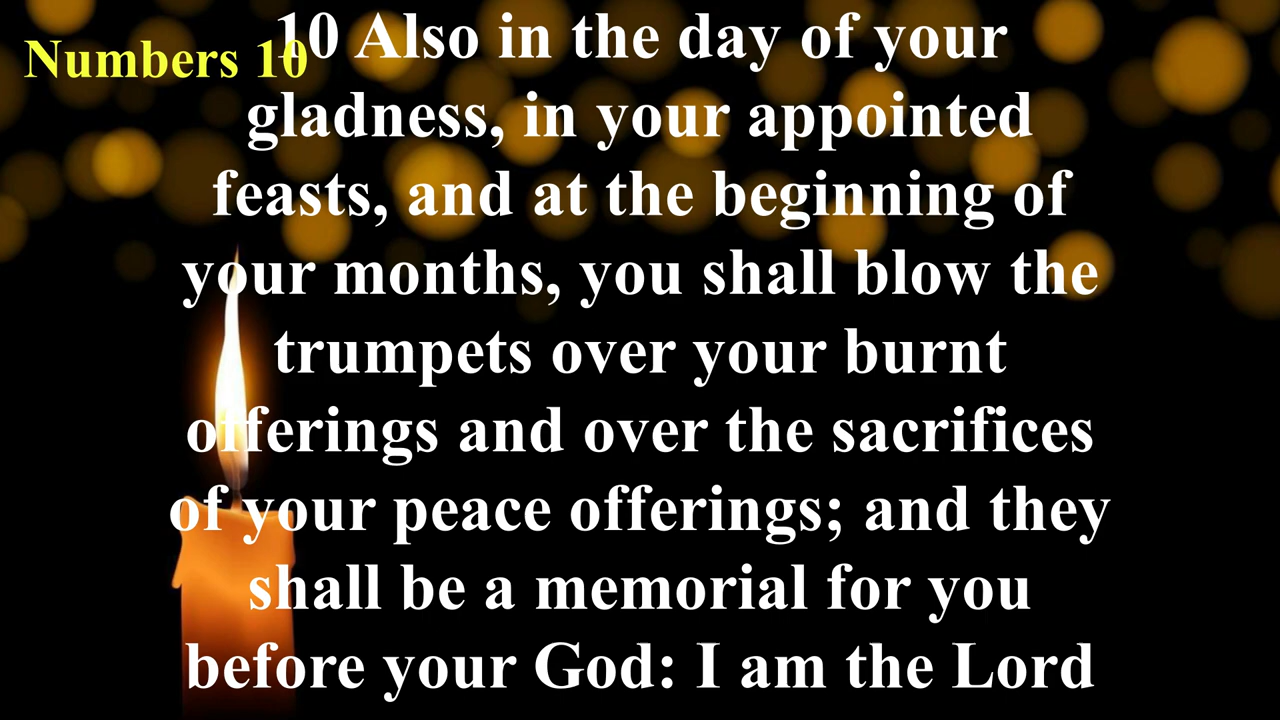 Numbers 10
10 Also in the day of your
gladness, in your appointed
feasts, and at the beginning of
your months, you shall blow the
trumpets over your burnt
offerings and over the sacrifices
of your peace offerings; and they
shall be a memorial for you
before your God: I am the Lord